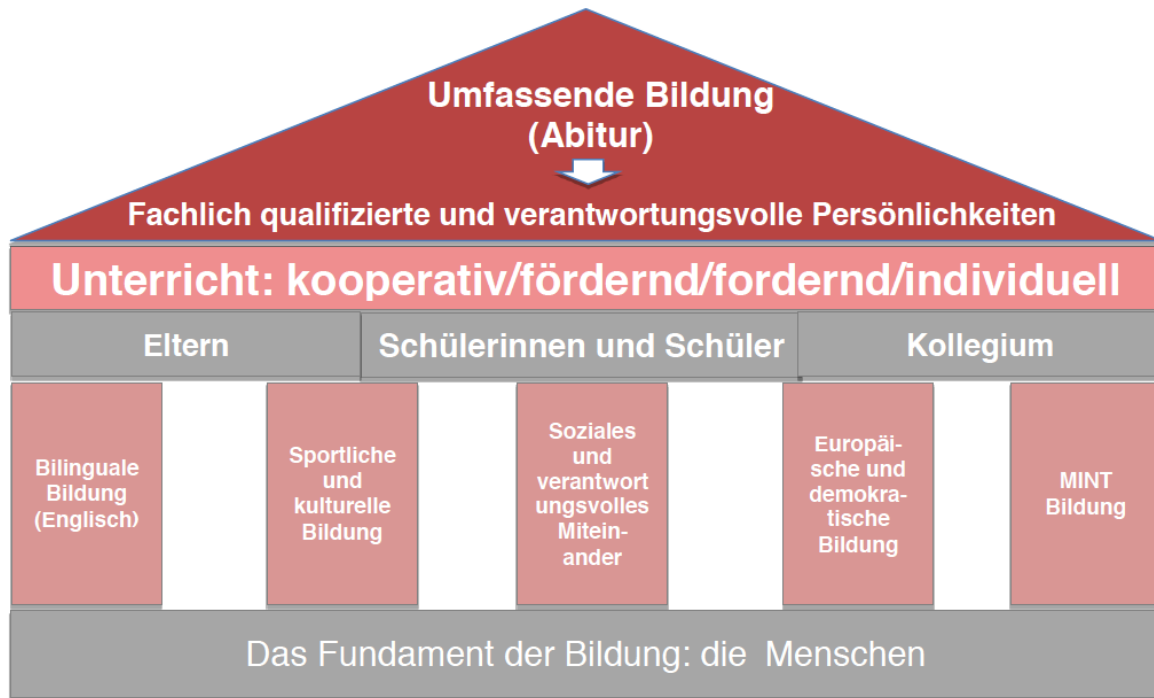 Umfassende Bildung
(Abitur)
Fachlich qualifizierte und verantwortungsvolle Persönlichkeiten
Unterricht: kooperativ/fördernd/fordernd/individuell
Eltern
Schülerinnen und Schüler
Kollegium
Bilinguale
Bildung
(Englisch)
Sportliche
und
kulturelle
Bildung
Soziales
und
verantwort
ungsvolles
Mitein-
ander
Europäi-
sche und
demokra-
tische
Bildung
MINT
Bildung
Das Fundament der Bildung: die  Menschen